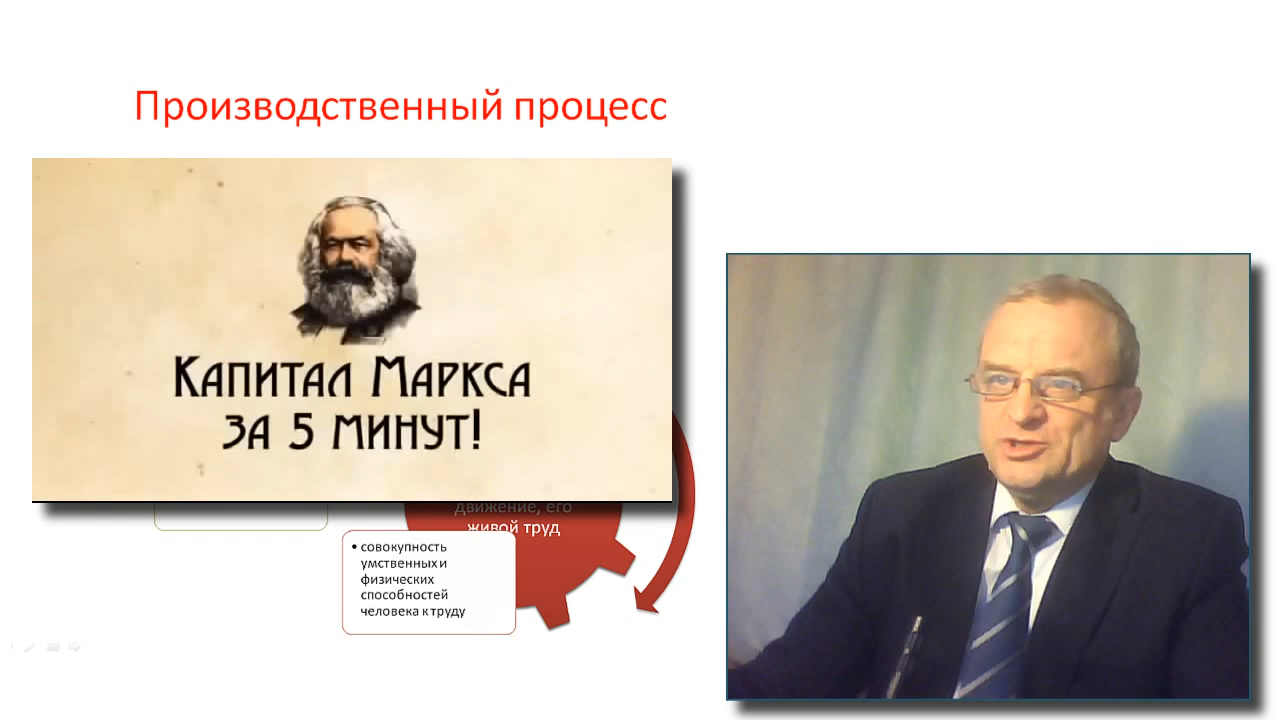 Производственный процесс
Капитал Маркса
за 5 минут!
движение, его
живой труд
• совокупность
умственных и
физических
способностей
человека к труду